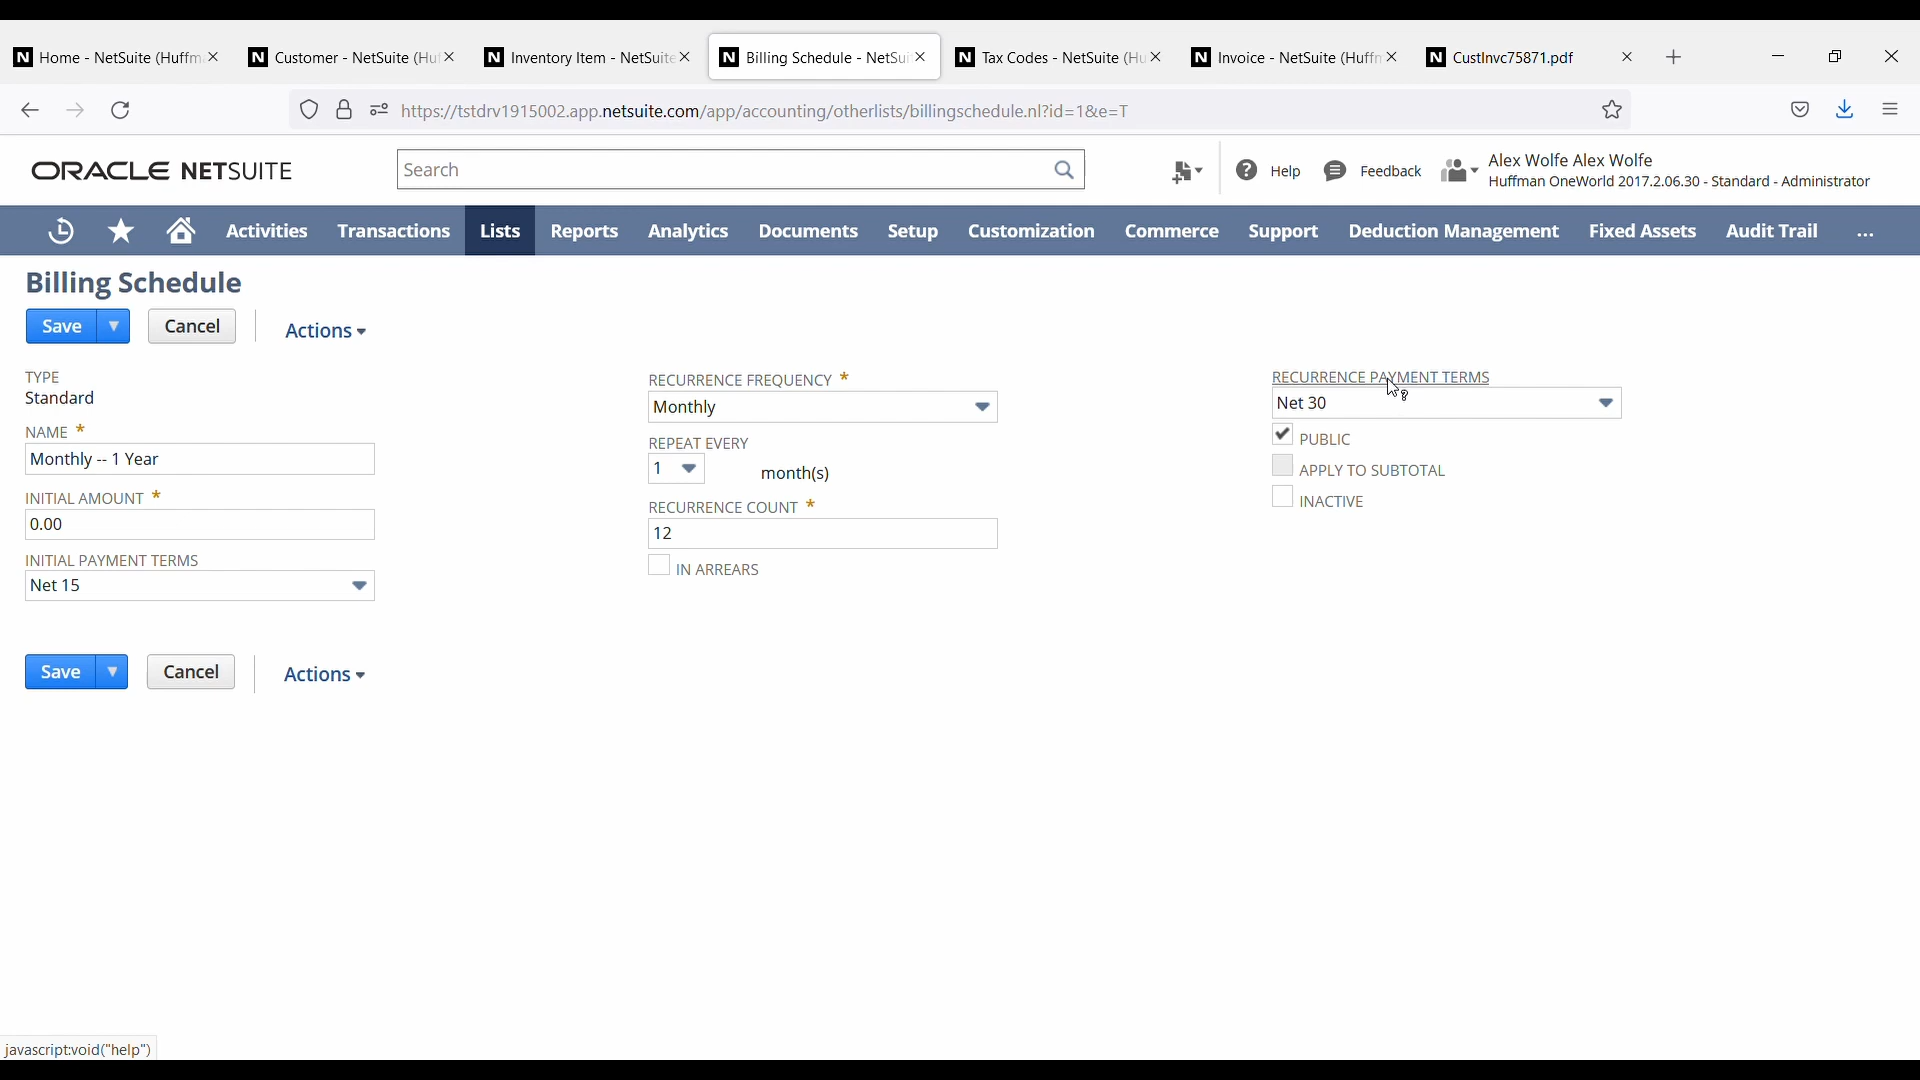 Home - NetSuite (Huffm
Customer - NetSuite (Hu
Inventory Item - NetSuite
Billing Schedule - NetSui
Tax Codes - NetSuite (Hu
Invoice - NetSuite (Huffm
CustInvc75871.pdf
https://tstdrv1915002.app.netsuite.com/app/accounting/otherlists/billingschedule.nl?id=1&e=T
ORACLE NETSUITE
Search
Help
Feedback
Alex Wolfe Alex Wolfe
Huffman OneWorld 2017.2.06.30 - Standard - Administrator
Activities
Transactions
Lists
Reports
Analytics
Documents
Setup
Customization
Commerce
Support
Deduction Management
Fixed Assets
Audit Trail
...
Billing Schedule
Save
Cancel
Actions
TYPE
Standard
NAME *
Monthly -- 1 Year
INITIAL AMOUNT *
0.00
INITIAL PAYMENT TERMS
Net 15
RECURRENCE FREQUENCY *
Monthly
REPEAT EVERY
1 month(s)
RECURRENCE COUNT *
12
IN ARREARS
RECURRENCE PAYMENT TERMS
Net 30
PUBLIC
APPLY TO SUBTOTAL
INACTIVE
Save
Cancel
Actions
javascript:void("help")